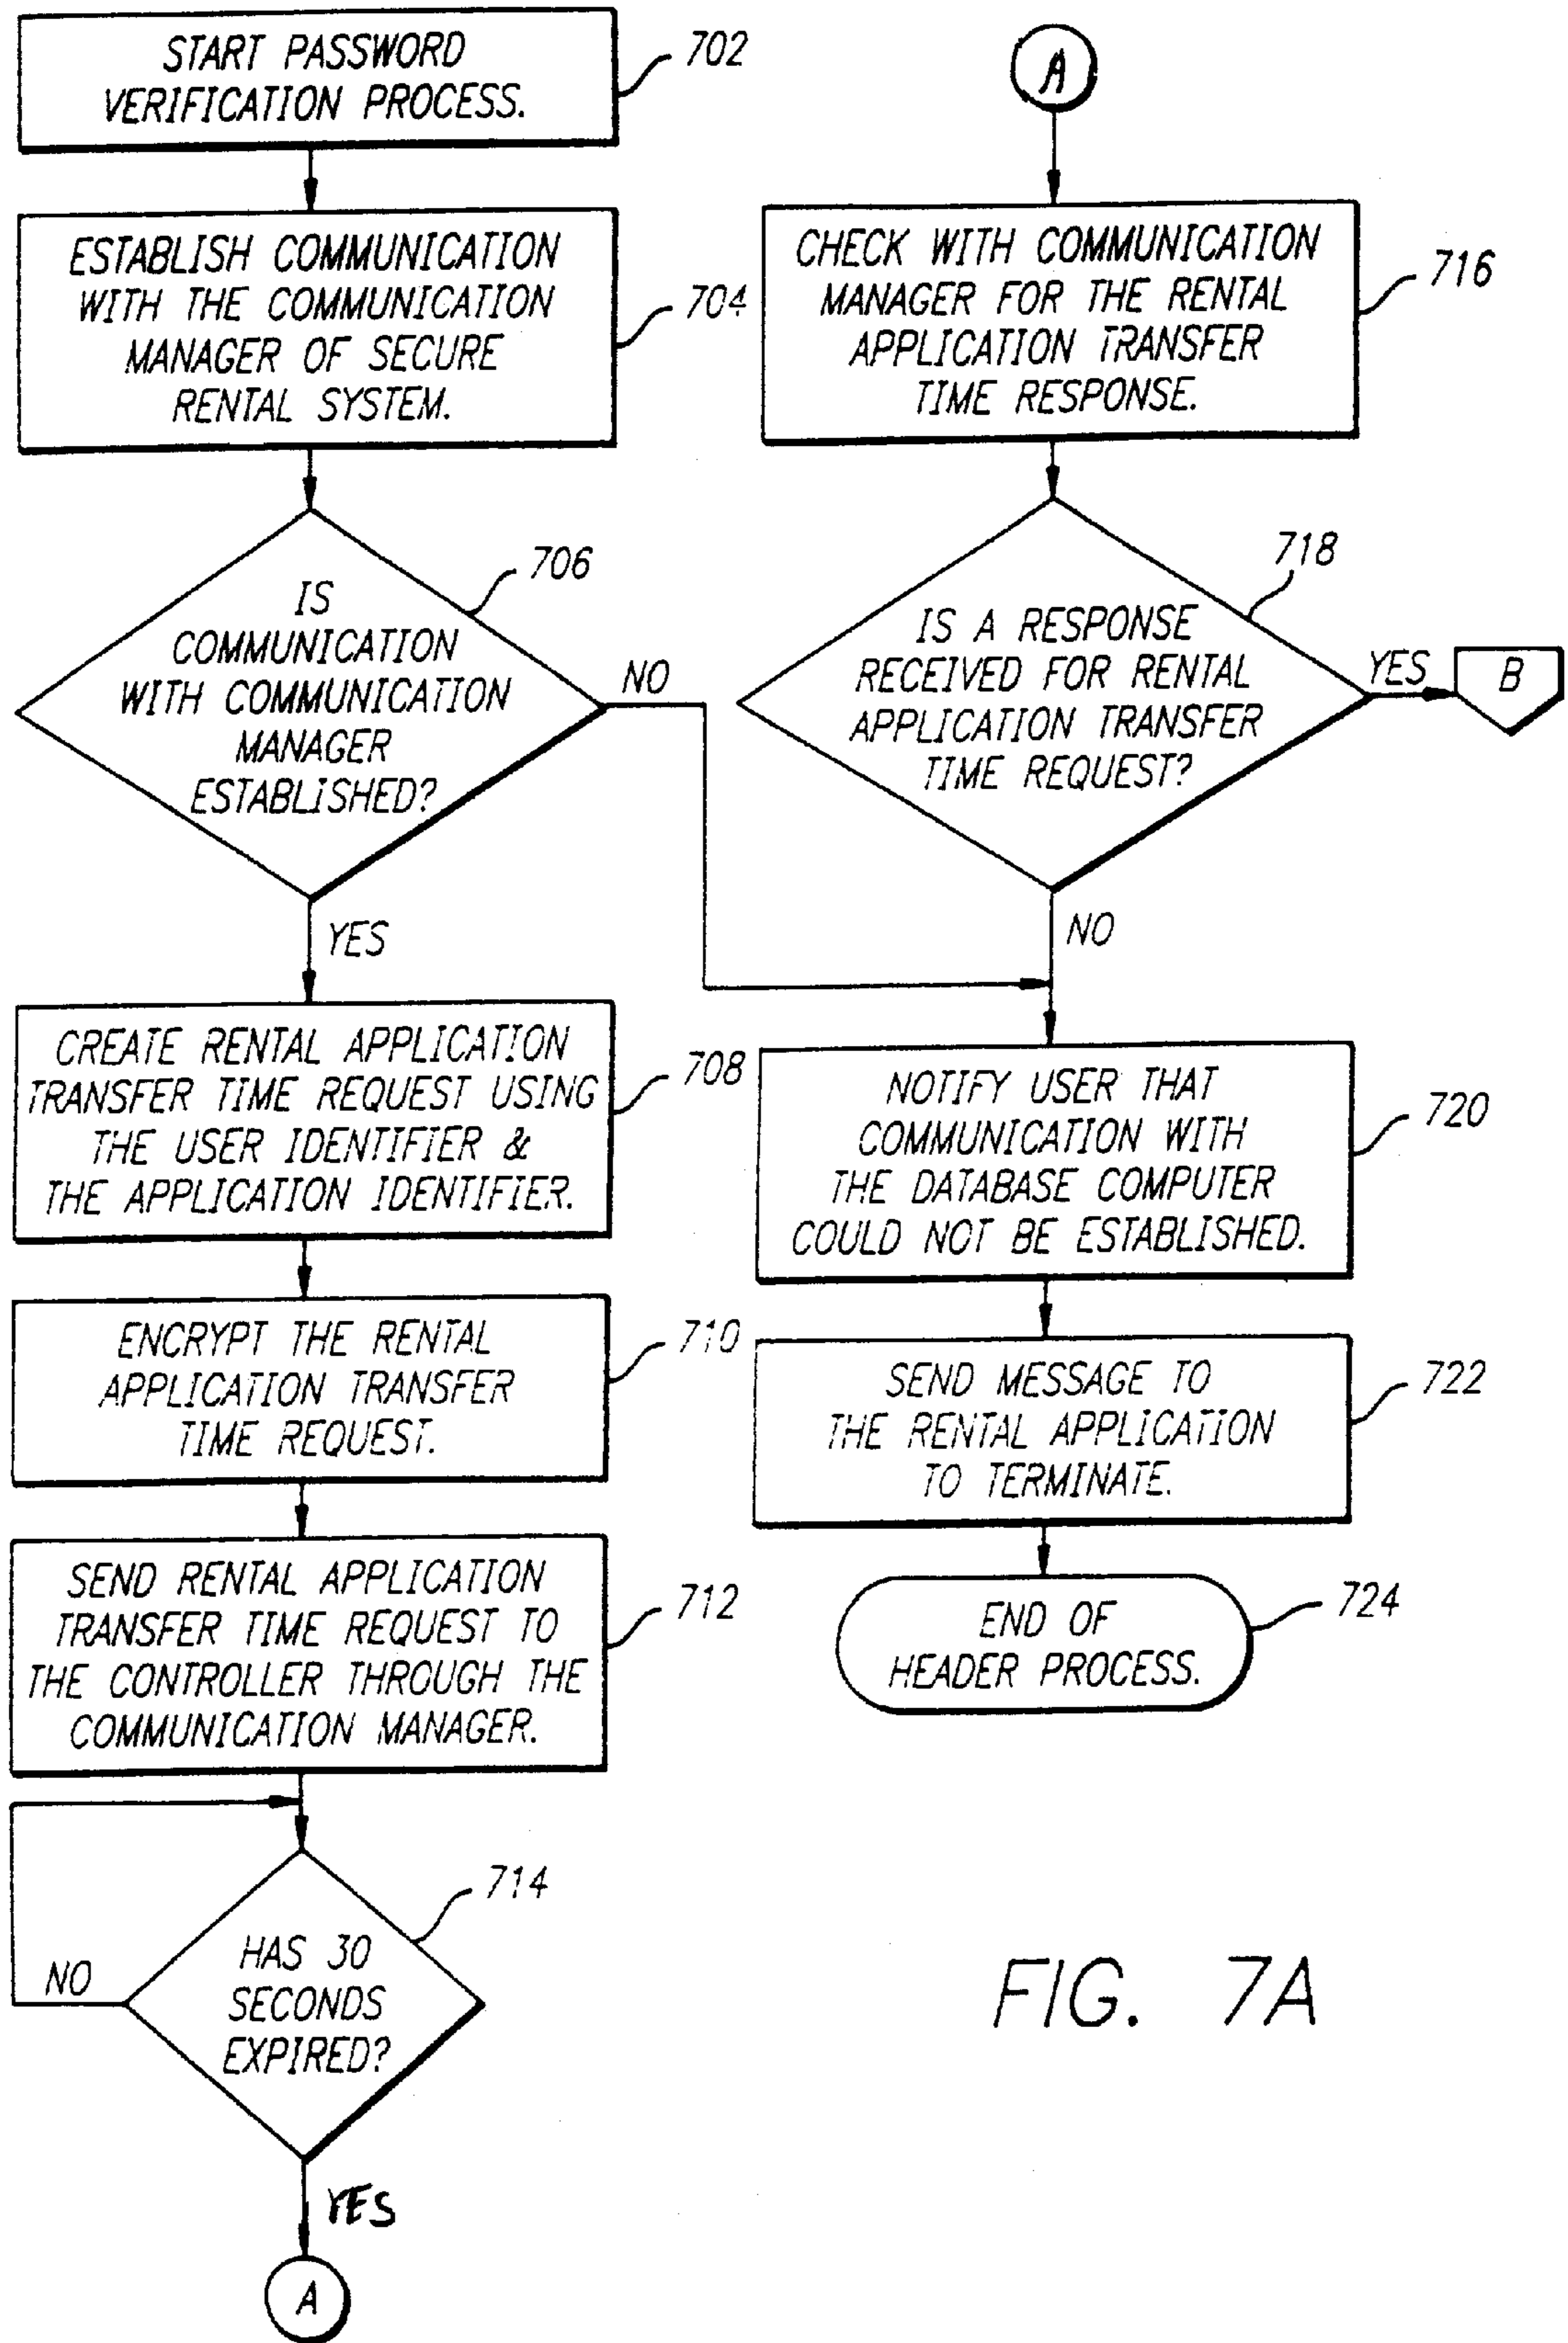 START PASSWORD
VERIFICATION PROCESS.
702
ESTABLISH COMMUNICATION
WITH THE COMMUNICATION
MANAGER OF SECURE
RENTAL SYSTEM.
704
IS
COMMUNICATION
WITH COMMUNICATION
MANAGER
ESTABLISHED?
706
NO
YES
CREATE RENTAL APPLICATION
TRANSFER TIME REQUEST USING
THE USER IDENTIFIER &
THE APPLICATION IDENTIFIER.
708
ENCRYPT THE RENTAL
APPLICATION TRANSFER
TIME REQUEST.
710
SEND RENTAL APPLICATION
TRANSFER TIME REQUEST TO
THE CONTROLLER THROUGH THE
COMMUNICATION MANAGER.
712
HAS 30
SECONDS
EXPIRED?
714
NO
YES
A
A
CHECK WITH COMMUNICATION
MANAGER FOR THE RENTAL
APPLICATION TRANSFER
TIME RESPONSE.
716
IS A RESPONSE
RECEIVED FOR RENTAL
APPLICATION TRANSFER
TIME REQUEST?
718
YES
B
NO
NOTIFY USER THAT
COMMUNICATION WITH
THE DATABASE COMPUTER
COULD NOT BE ESTABLISHED.
720
SEND MESSAGE TO
THE RENTAL APPLICATION
TO TERMINATE.
722
END OF
HEADER PROCESS.
724
FIG. 7A